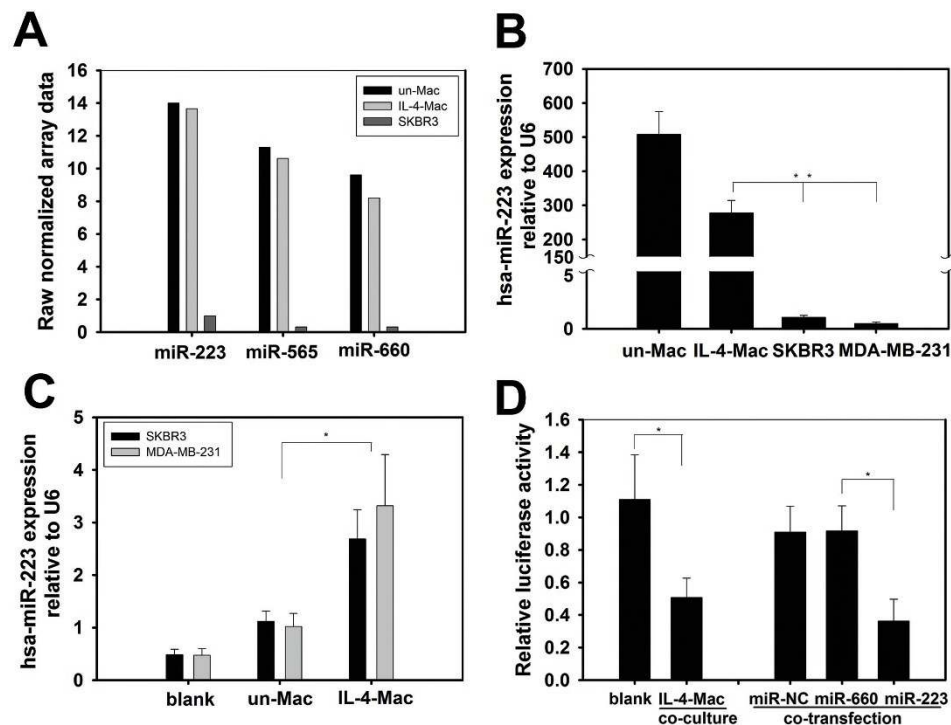 A
Raw normalized array data
16
14
12
10
8
6
4
2
0
un-Mac
IL-4-Mac
SKBR3
miR-223 miR-565 miR-660
B
hsa-miR-223 expression
relative to U6
700
600
500
400
300
200
150
5
0
* *
un-Mac IL-4-Mac SKBR3 MDA-MB-231
C
hsa-miR-223 expression
relative to U6
5
4
3
2
1
0
SKBR3
MDA-MB-231
*
blank un-Mac IL-4-Mac
D
Relative luciferase activity
1.6
1.4
1.2
1.0
0.8
0.6
0.4
0.2
0.0
*
*
blank IL-4-Mac miR-NC miR-660 miR-223
co-culture co-transfection